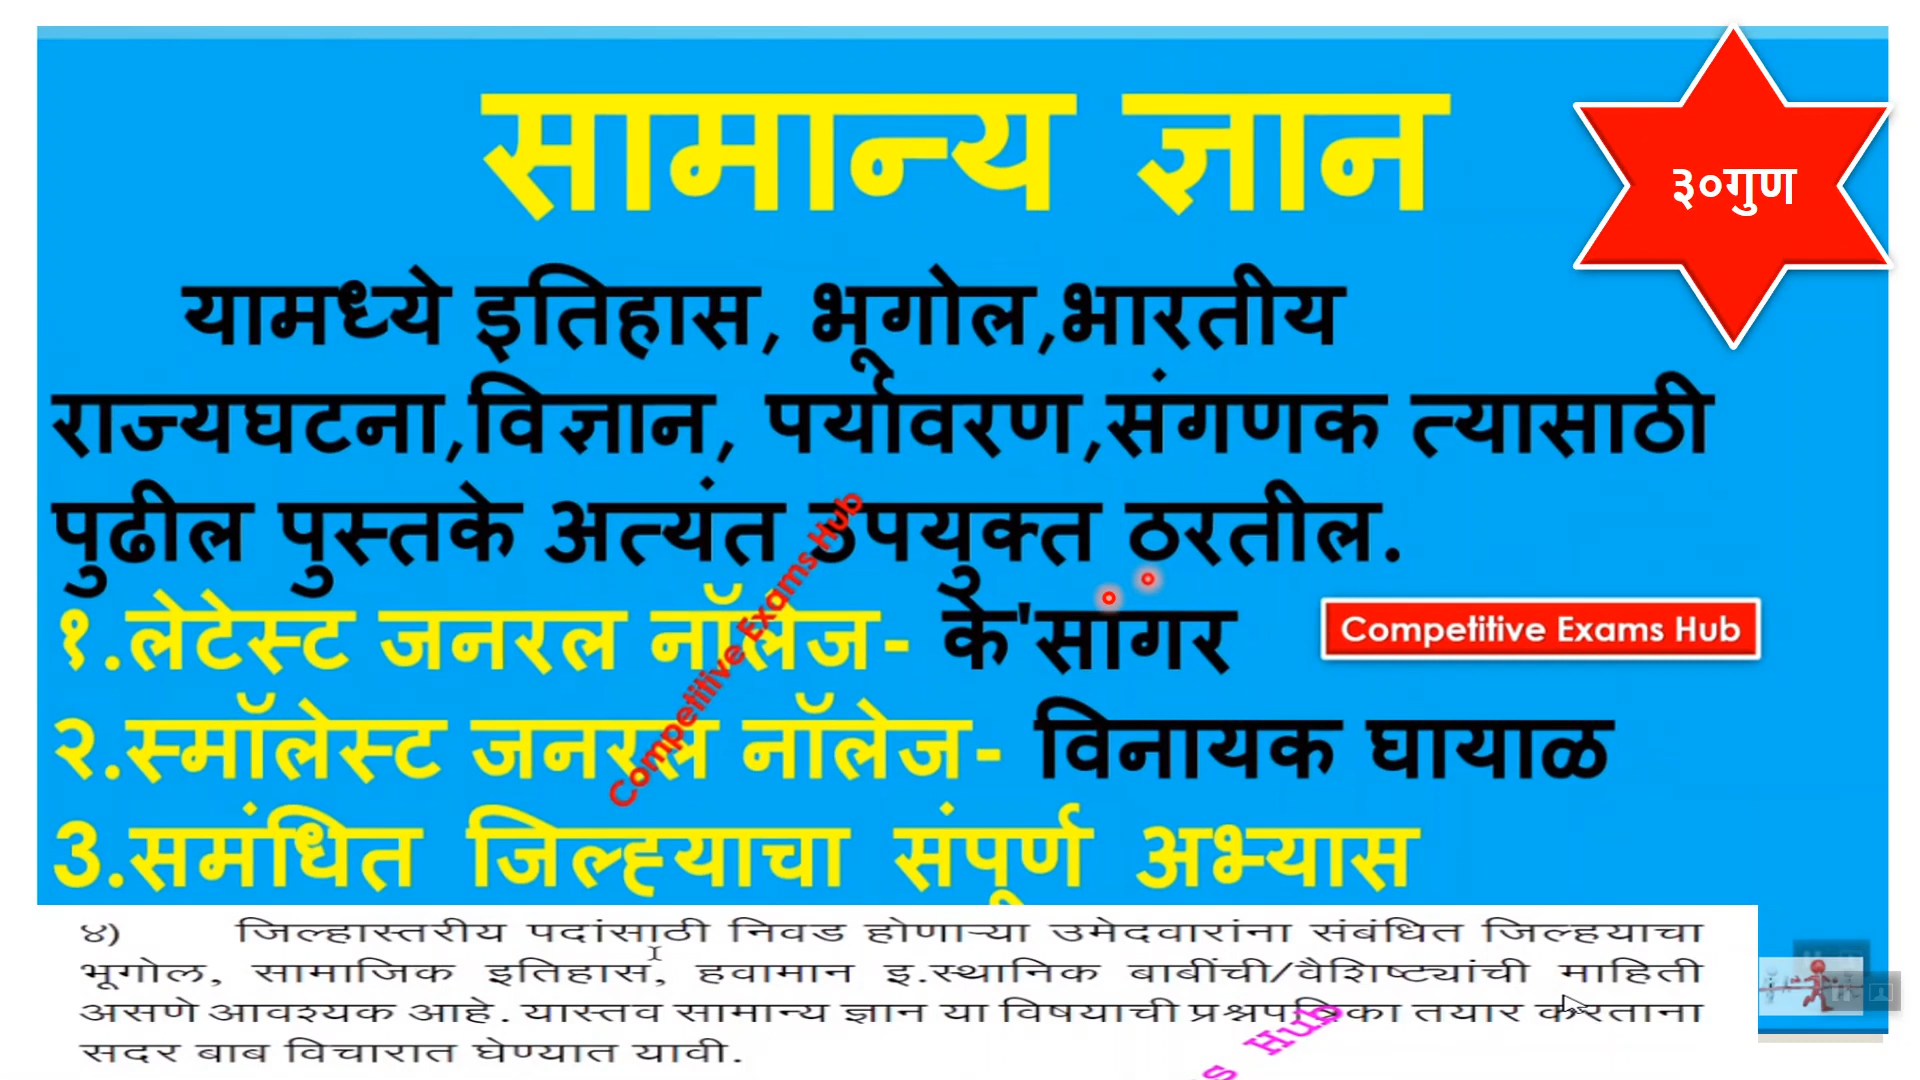 सामान्य ज्ञान
३०गुण
यामध्ये इतिहास, भूगोल,भारतीय
राज्यघटना,विज्ञान, पर्यावरण,संगणक त्यासाठी
पुढील पुस्तके अत्यंत उपयुक्त ठरतील.
१.लेटेस्ट जनरल नॉलेज- के'सागर
Competitive Exams Hub
२.स्मॉलेस्ट जनरल नॉलेज- विनायक घायाळ
3.समंधित जिल्ह्याचा संपूर्ण अभ्यास
Competitive Exams Hub
४) जिल्हास्तरीय पदांसाठी निवड होणाऱ्या उमेदवारांना संबंधित जिल्हयाचा
भूगोल, सामाजिक इतिहास, हवामान इ.स्थानिक बाबींची/वैशिष्ट्यांची माहिती
असणे आवश्यक आहे. यास्तव सामान्य ज्ञान या विषयाची प्रश्नपत्रिका तयार करताना
सदर बाब विचारात घेण्यात यावी.
Hub